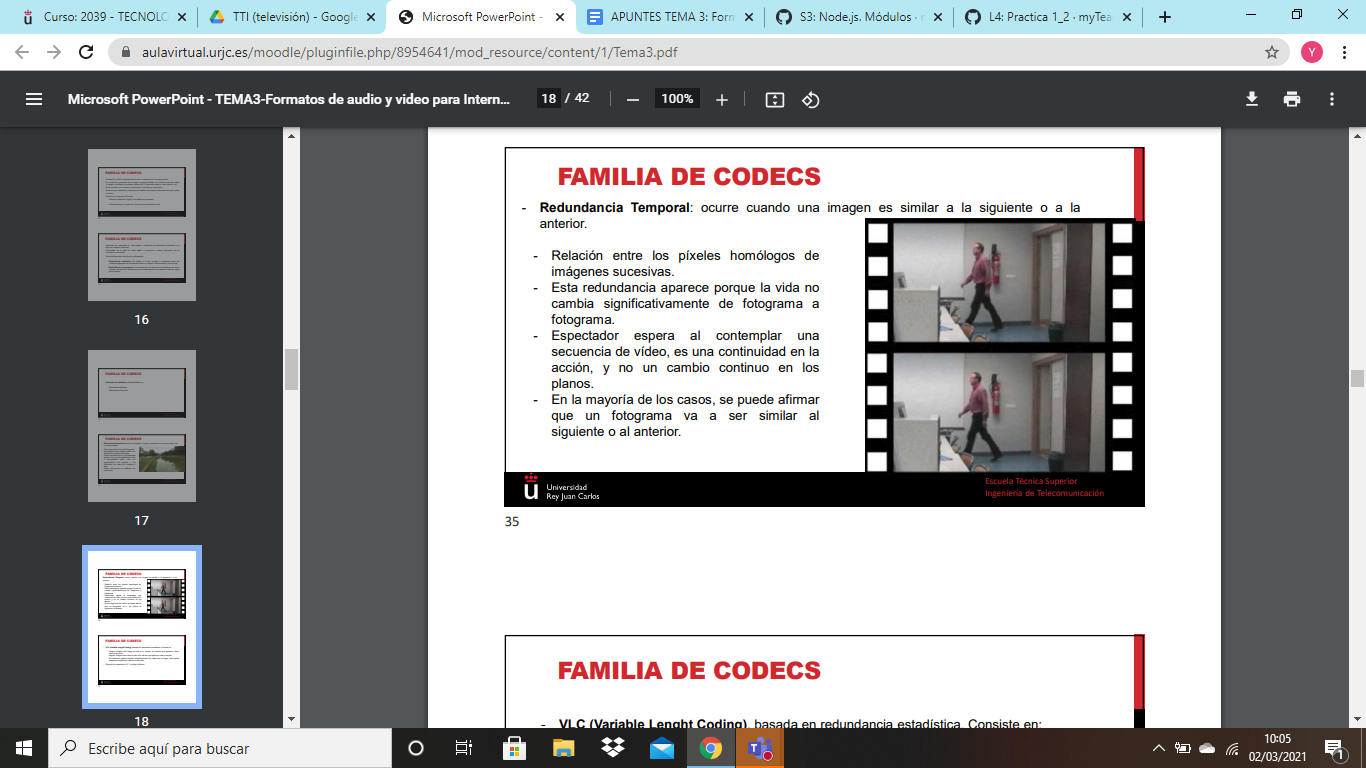 Curso: 2039 - TECNOLO
TTI (televisión) - Google
Microsoft PowerPoint -
APUNTES TEMA 3: Form
S3: Node.js. Módulos · n
L4: Practica 1_2 · myTea
aulavirtual.urjc.es/moodle/pluginfile.php/8954641/mod_resource/content/1/Tema3.pdf
Y
Microsoft PowerPoint - TEMA3-Formatos de audio y video para Intern...
18 / 42
100%
16
17
18
FAMILIA DE CODECS
- Redundancia Temporal: ocurre cuando una imagen es similar a la siguiente o a la
anterior.
- Relación entre los píxeles homólogos de
imágenes sucesivas.
- Esta redundancia aparece porque la vida no
cambia significativamente de fotograma a
fotograma.
- Espectador espera al contemplar una
secuencia de vídeo, es una continuidad en la
acción, y no un cambio continuo en los
planos.
- En la mayoría de los casos, se puede afirmar
que un fotograma va a ser similar al
siguiente o al anterior.
Universidad
Rey Juan Carlos
Escuela Técnica Superior
Ingeniería de Telecomunicación
35
FAMILIA DE CODECS
- VLC (Variable Lenght Coding), basada en redundancia estadística. Consiste en:
Escribe aquí para buscar
10:05
02/03/2021
1